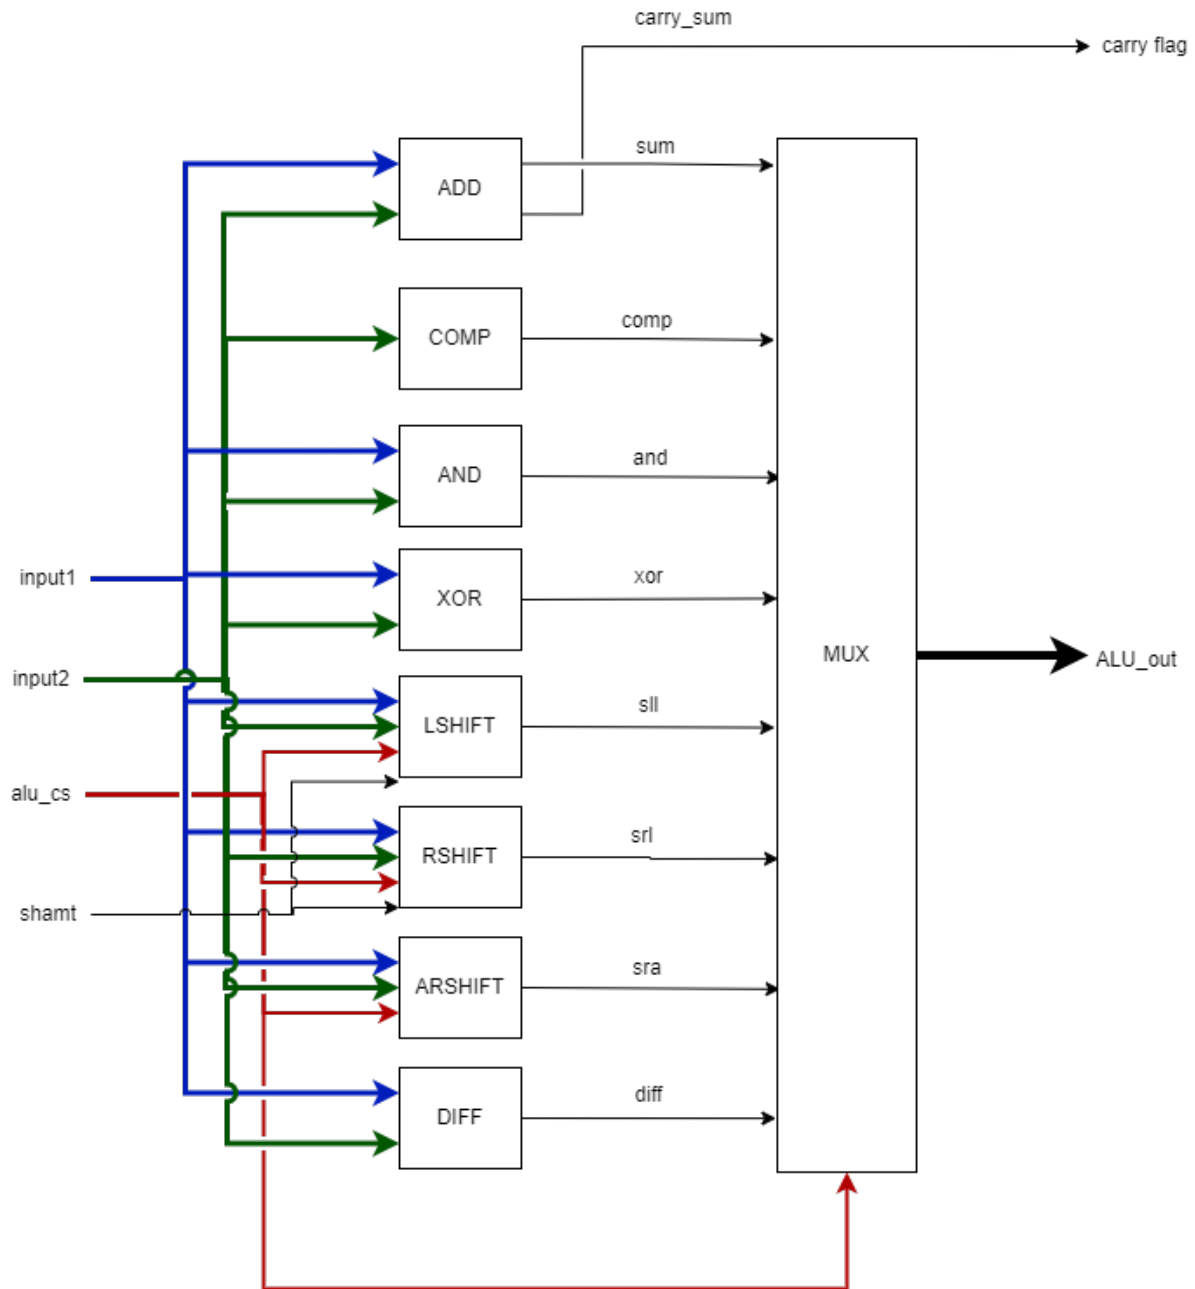 carry_sum
carry flag
sum
ADD
comp
COMP
and
AND
xor
input1
XOR
MUX
ALU_out
input2
sll
LSHIFT
alu_cs
srl
RSHIFT
shamt
sra
ARSHIFT
diff
DIFF